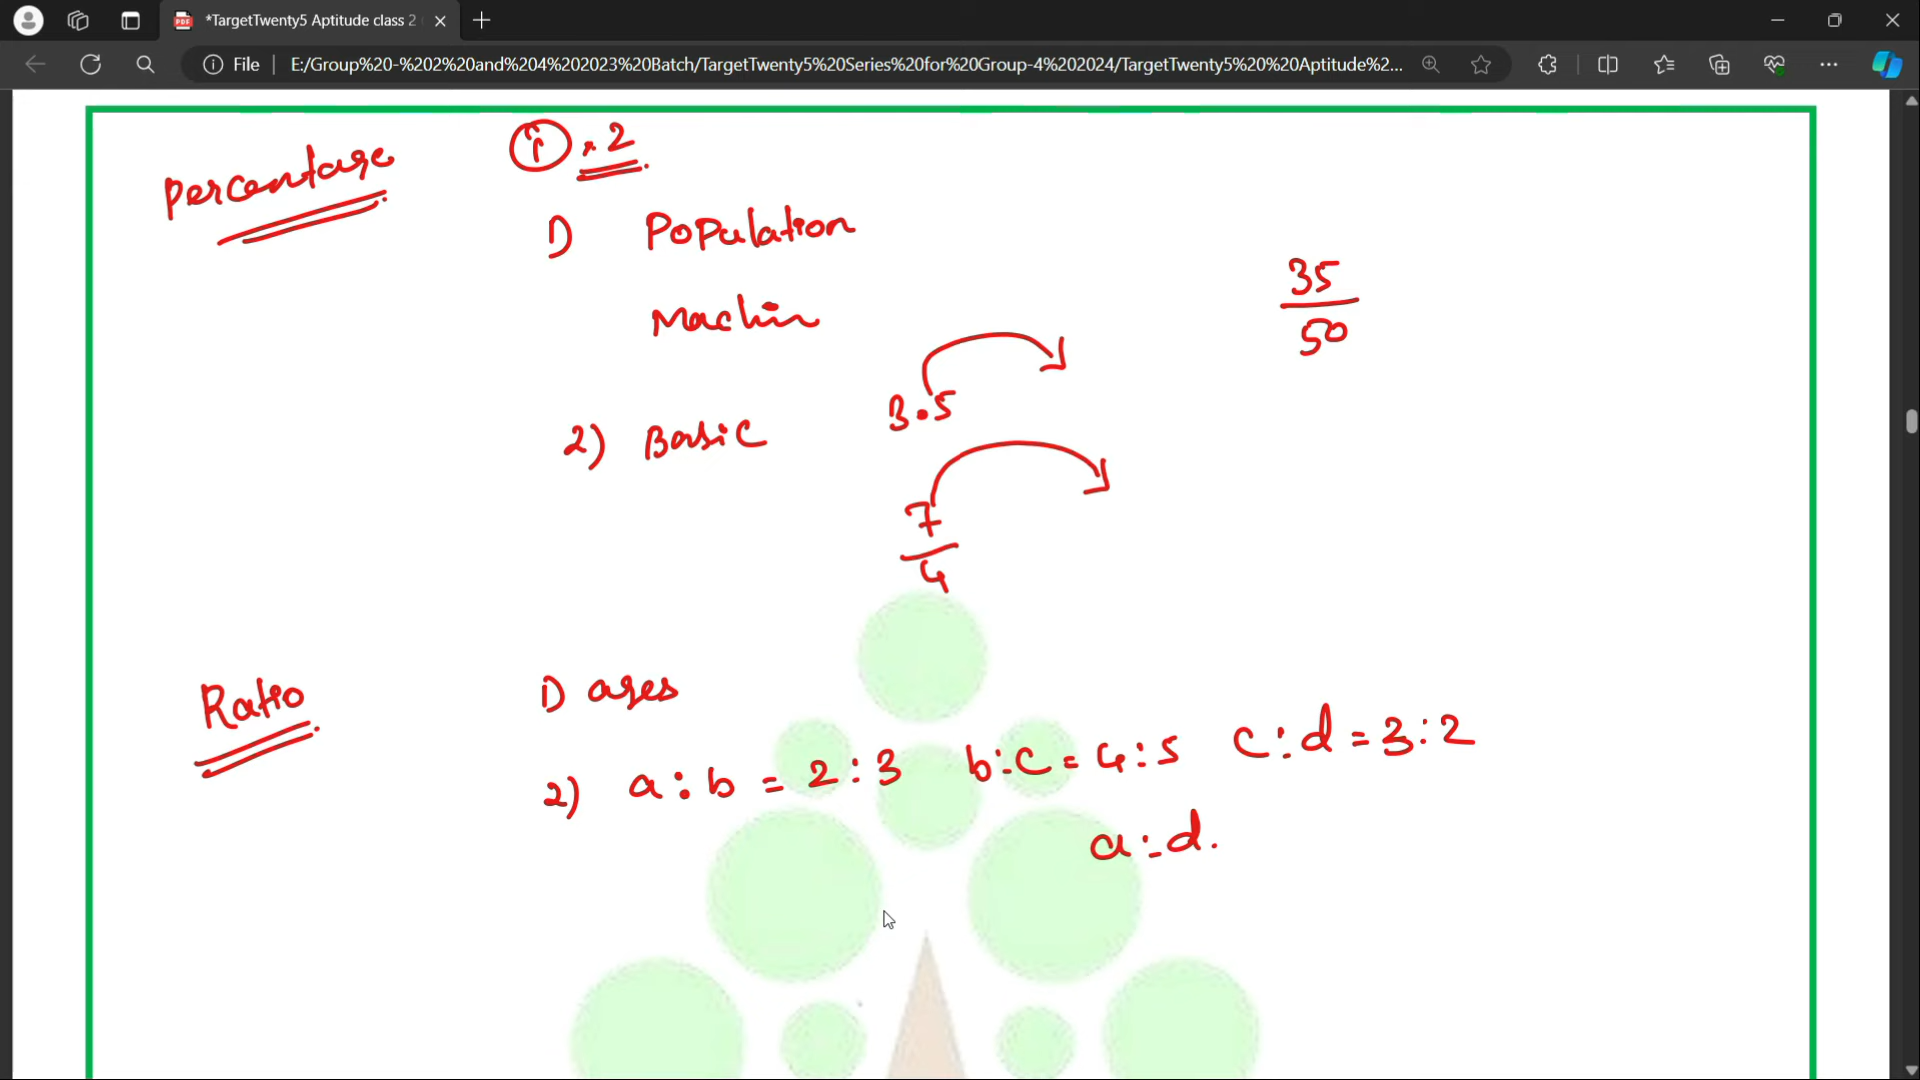 *TargetTwenty5 Aptitude class 2
File
E:/Group%20-%202%20and%204%202023%20Batch/TargetTwenty5%20Series%20for%20Group-4%202024/TargetTwenty5%20%20Aptitude%2...
Percentage
× 2
1) Population
Machin
35
50
3.5
2) Basic
7
4
Ratio
1) ages
2) a : b = 2 : 3 b : c = 4 : 5 c : d = 3 : 2
a : d.